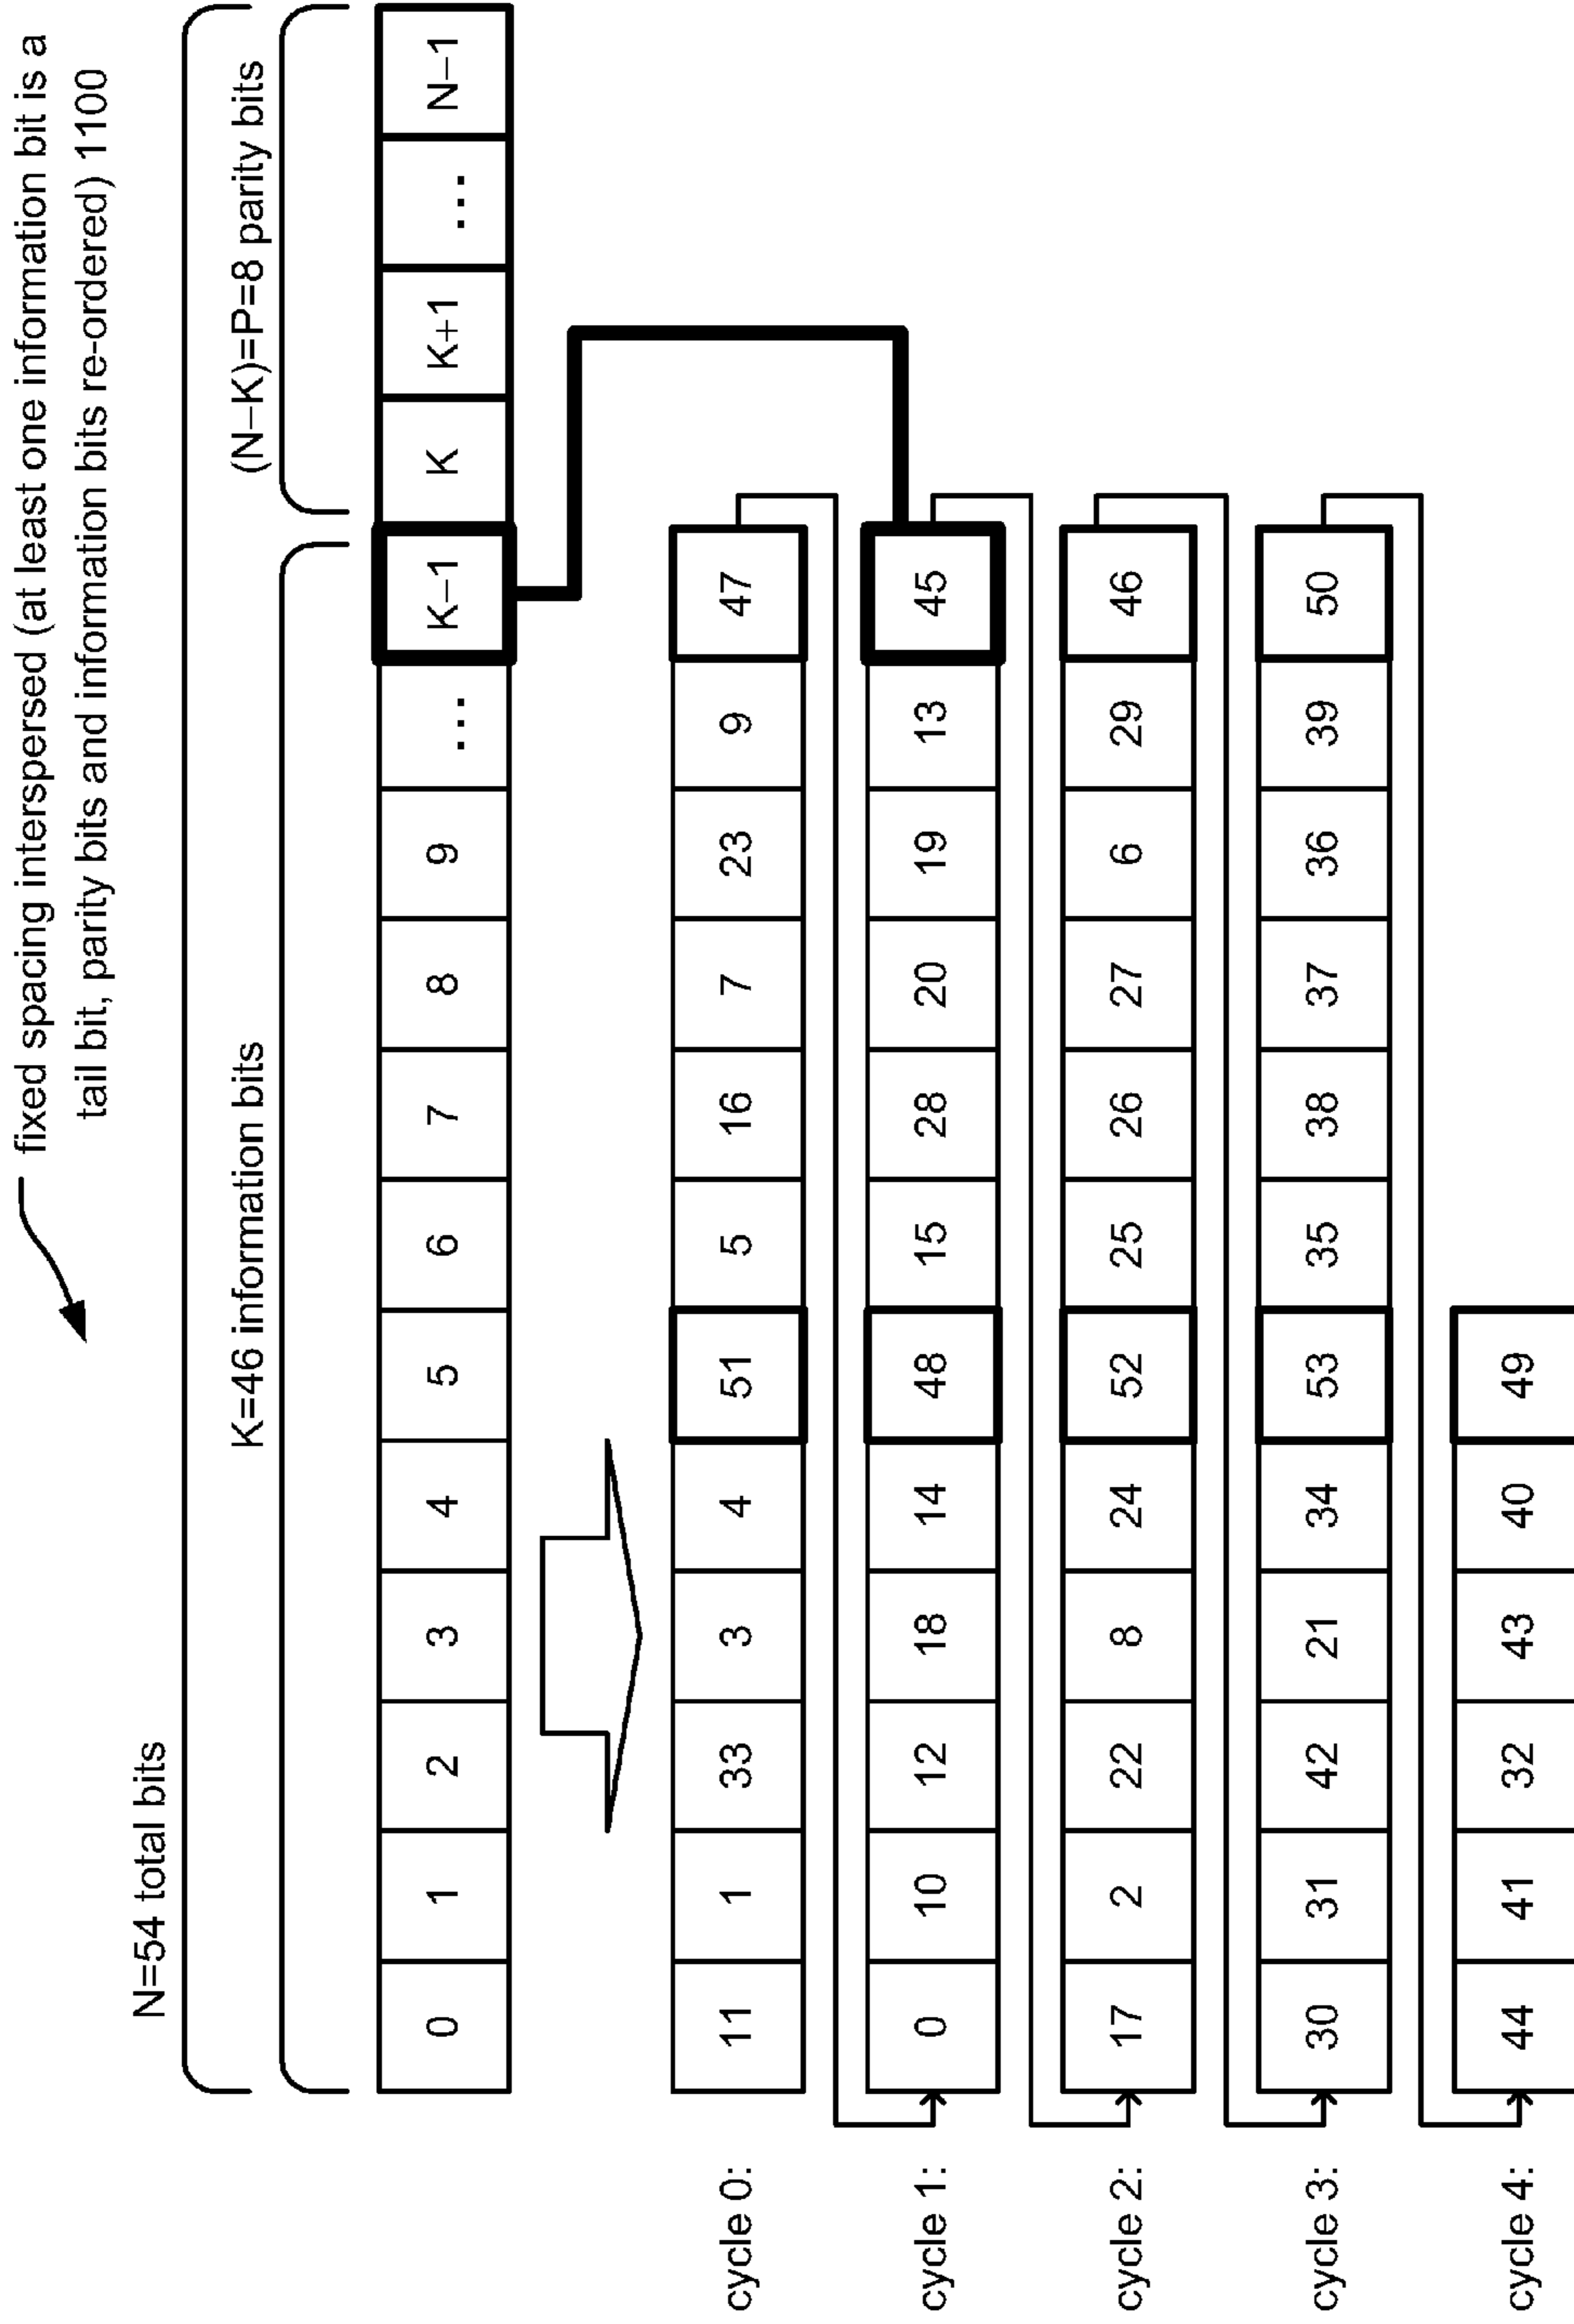 fixed spacing interspersed (at least one information bit is a
tail bit, parity bits and information bits re-ordered) 1100
N=54 total bits
K=46 information bits
(N−K)=P=8 parity bits
0 1 2 3 4 5 6 7 8 9 ... K−1 K K+1 ... N−1
cycle 0: 11 1 33 3 4 51 5 16 7 23 9 47
cycle 1: 0 10 12 18 14 48 15 28 20 19 13 45
cycle 2: 17 2 22 8 24 52 25 26 27 6 29 46
cycle 3: 30 31 42 21 34 53 35 38 37 36 39 50
cycle 4: 44 41 32 43 40 49